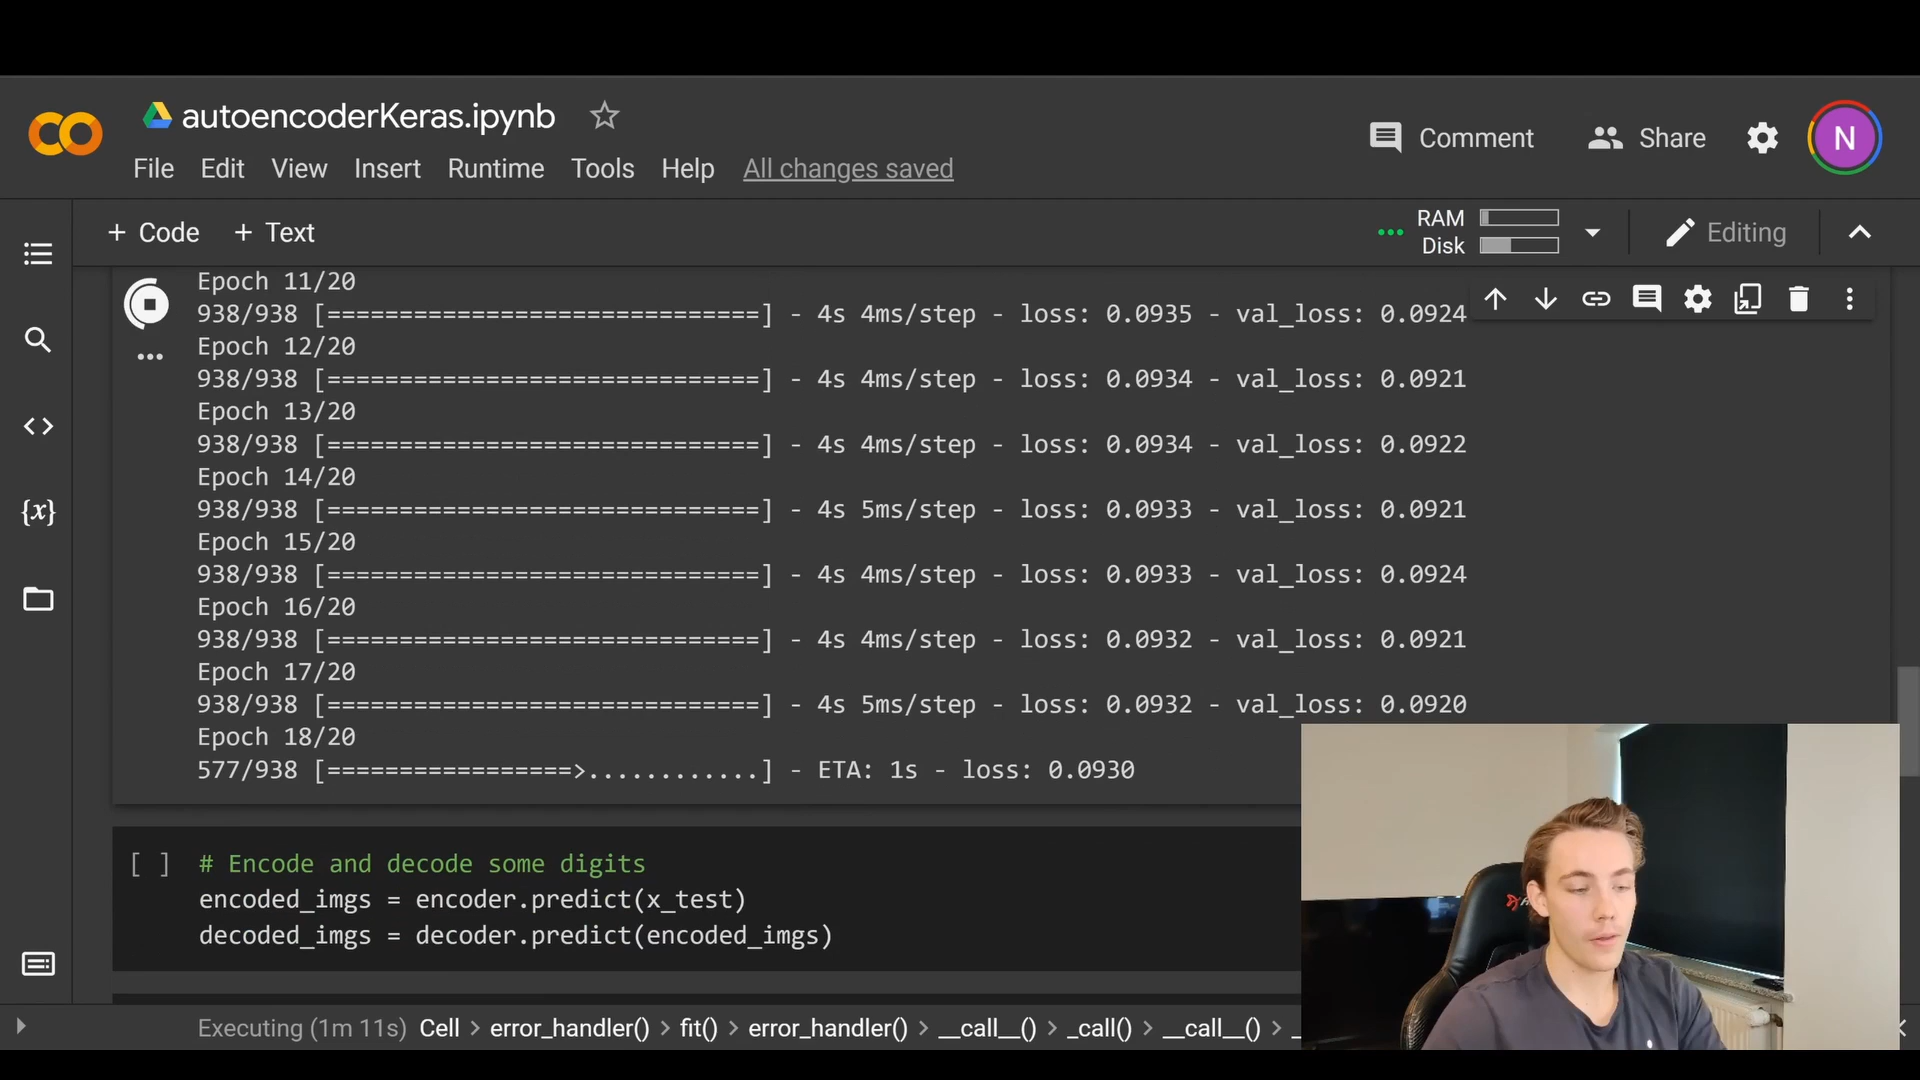 autoencoderKeras.ipynb
Comment
Share
N
File Edit View Insert Runtime Tools Help All changes saved
+ Code + Text
RAM
Disk
Editing
Epoch 11/20
938/938 [==============================] - 4s 4ms/step - loss: 0.0935 - val_loss: 0.0924
Epoch 12/20
938/938 [==============================] - 4s 4ms/step - loss: 0.0934 - val_loss: 0.0921
Epoch 13/20
938/938 [==============================] - 4s 4ms/step - loss: 0.0934 - val_loss: 0.0922
Epoch 14/20
938/938 [==============================] - 4s 5ms/step - loss: 0.0933 - val_loss: 0.0921
Epoch 15/20
938/938 [==============================] - 4s 4ms/step - loss: 0.0933 - val_loss: 0.0924
Epoch 16/20
938/938 [==============================] - 4s 4ms/step - loss: 0.0932 - val_loss: 0.0921
Epoch 17/20
938/938 [==============================] - 4s 5ms/step - loss: 0.0932 - val_loss: 0.0920
Epoch 18/20
577/938 [=================>............] - ETA: 1s - loss: 0.0930
[ ] # Encode and decode some digits
encoded_imgs = encoder.predict(x_test)
decoded_imgs = decoder.predict(encoded_imgs)
Executing (1m 11s) Cell > error_handler() > fit() > error_handler() > __call__() > _call() > __call__() >